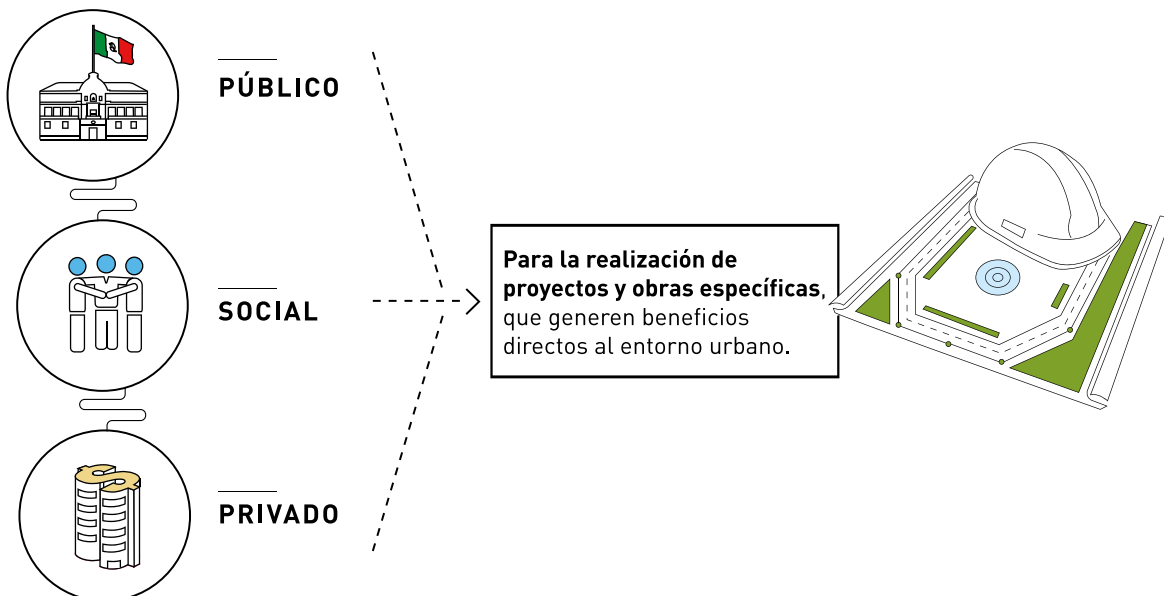 PÚBLICO
SOCIAL
PRIVADO
Para la realización de
proyectos y obras específicas,
que generen beneficios
directos al entorno urbano.